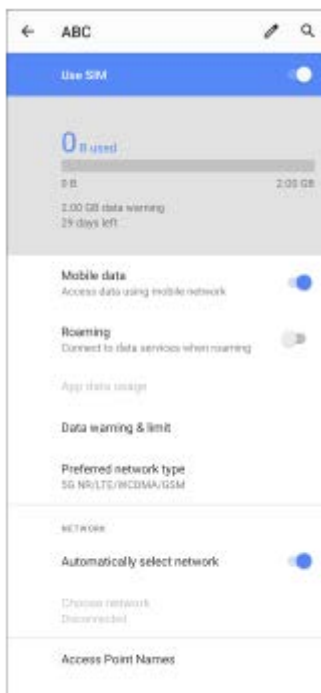 ABC
Use SIM
0 B used
0 B 2.00 GB
2.00 GB data warning
29 days left
Mobile data
Access data using mobile network
Roaming
Connect to data services when roaming
App data usage
Data warning & limit
Preferred network type
5G NR/LTE/WCDMA/GSM
NETWORK
Automatically select network
Choose network
Disconnected
Access Point Names